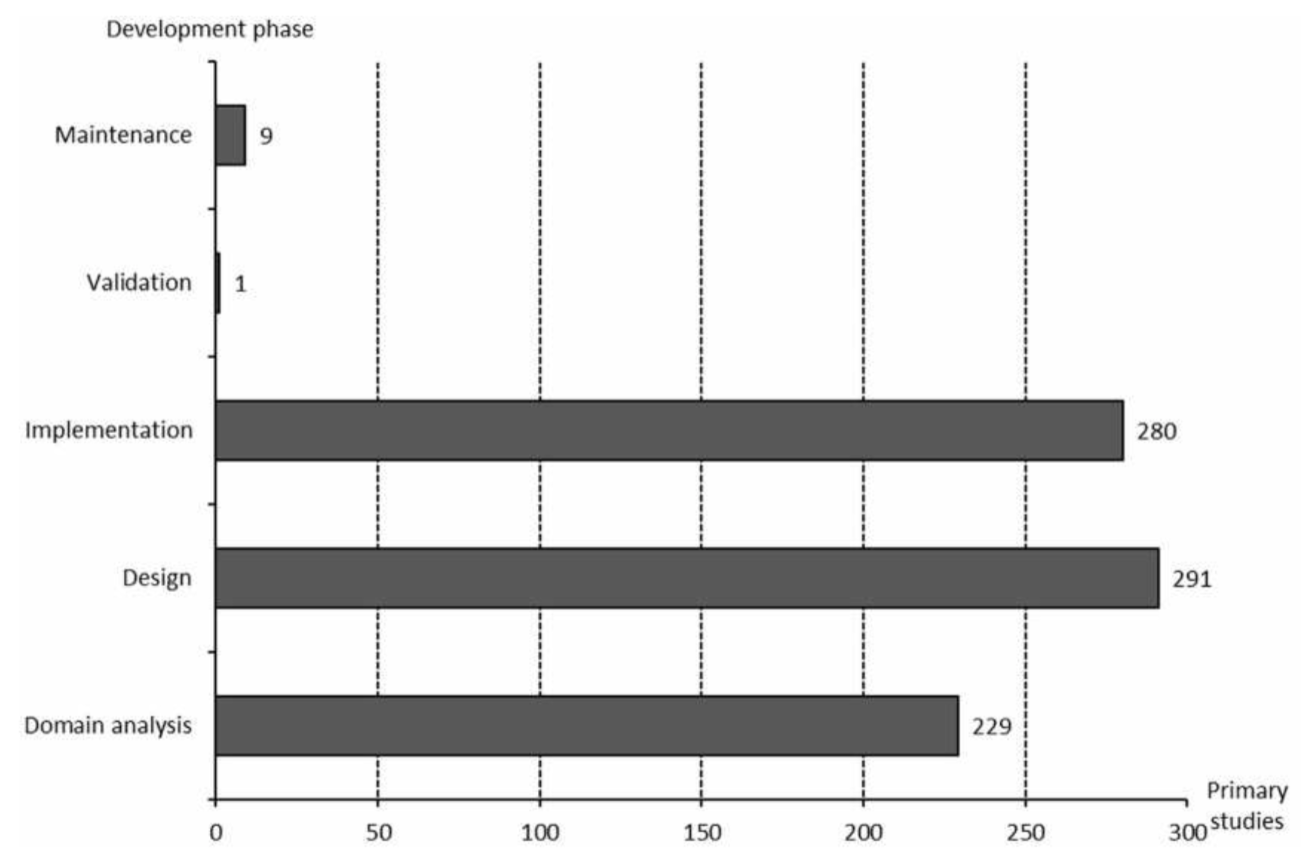 Development phase
Maintenance 9
Validation 1
Implementation 280
Design 291
Domain analysis 229
Primary
studies
0 50 100 150 200 250 300